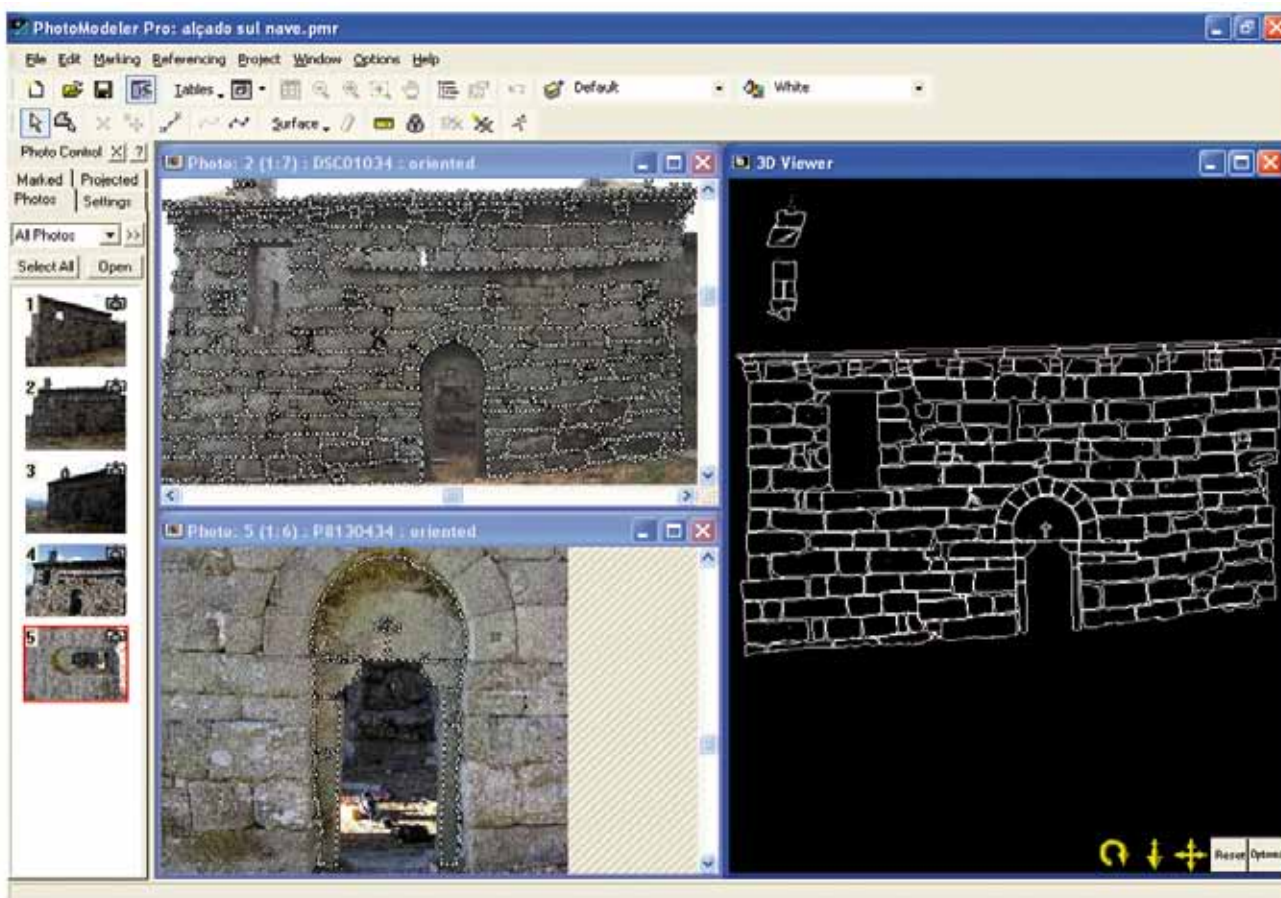 PhotoModeler Pro: alçado sul nave.pmr
File Edit Marking Referencing Project Window Options Help
Tables
Default
White
Surface
Photo Control X ?
Marked Projected
Photos Settings
All Photos >>
Select All Open
1
2
3
4
5
Photo: 2 (1:7) : DSC01034 : oriented
Photo: 5 (1:6) : P8130434 : oriented
3D Viewer
Reset Options